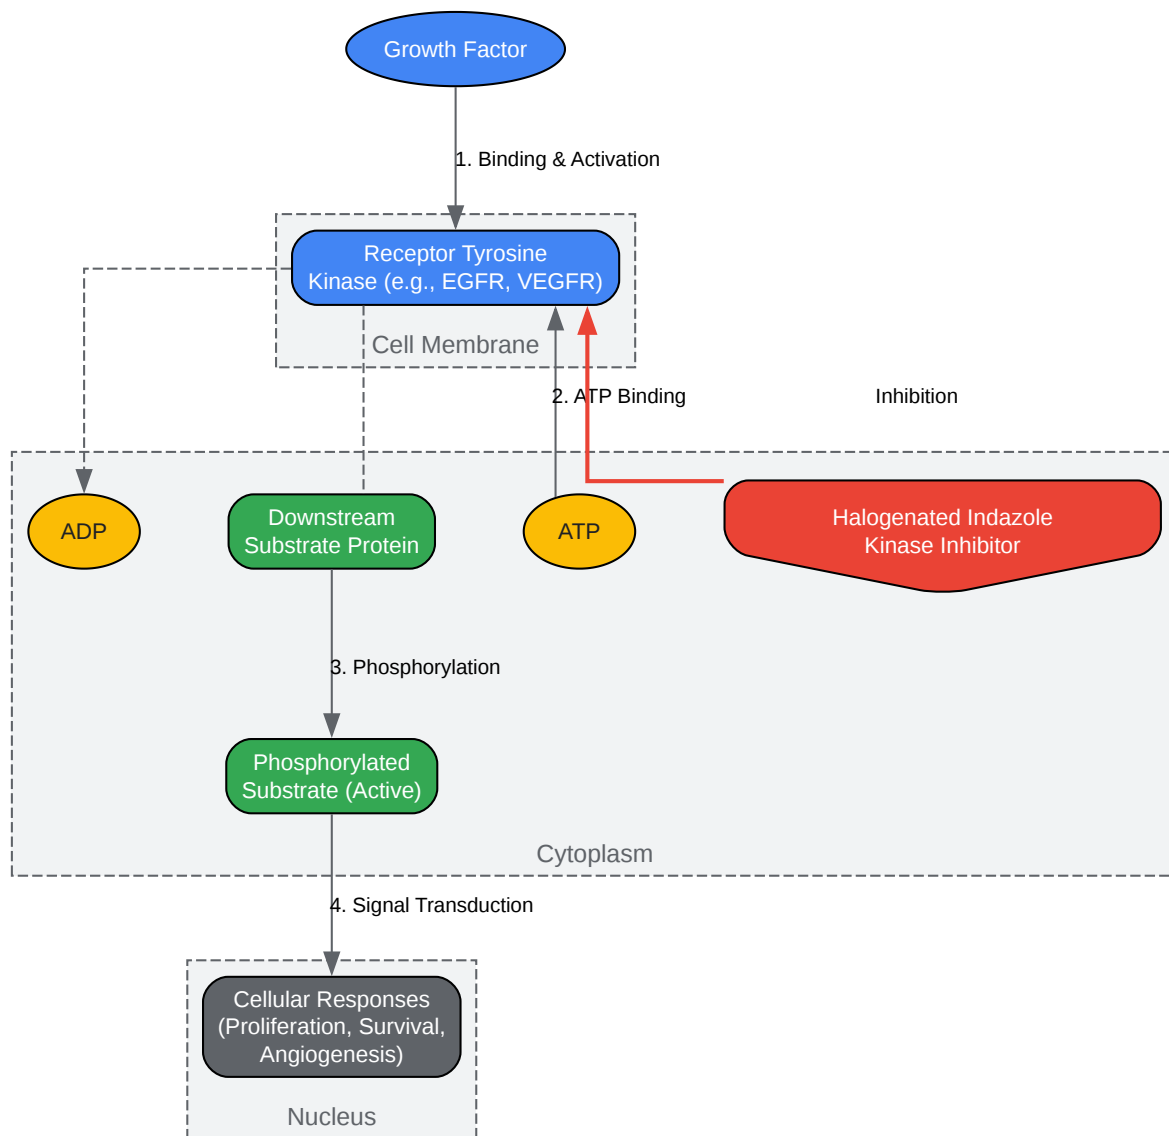 Growth Factor
1. Binding & Activation
Receptor Tyrosine
Kinase (e.g., EGFR, VEGFR)
Cell Membrane
2. ATP Binding
Inhibition
ADP
Downstream
Substrate Protein
ATP
Halogenated Indazole
Kinase Inhibitor
3. Phosphorylation
Phosphorylated
Substrate (Active)
Cytoplasm
4. Signal Transduction
Cellular Responses
(Proliferation, Survival,
Angiogenesis)
Nucleus